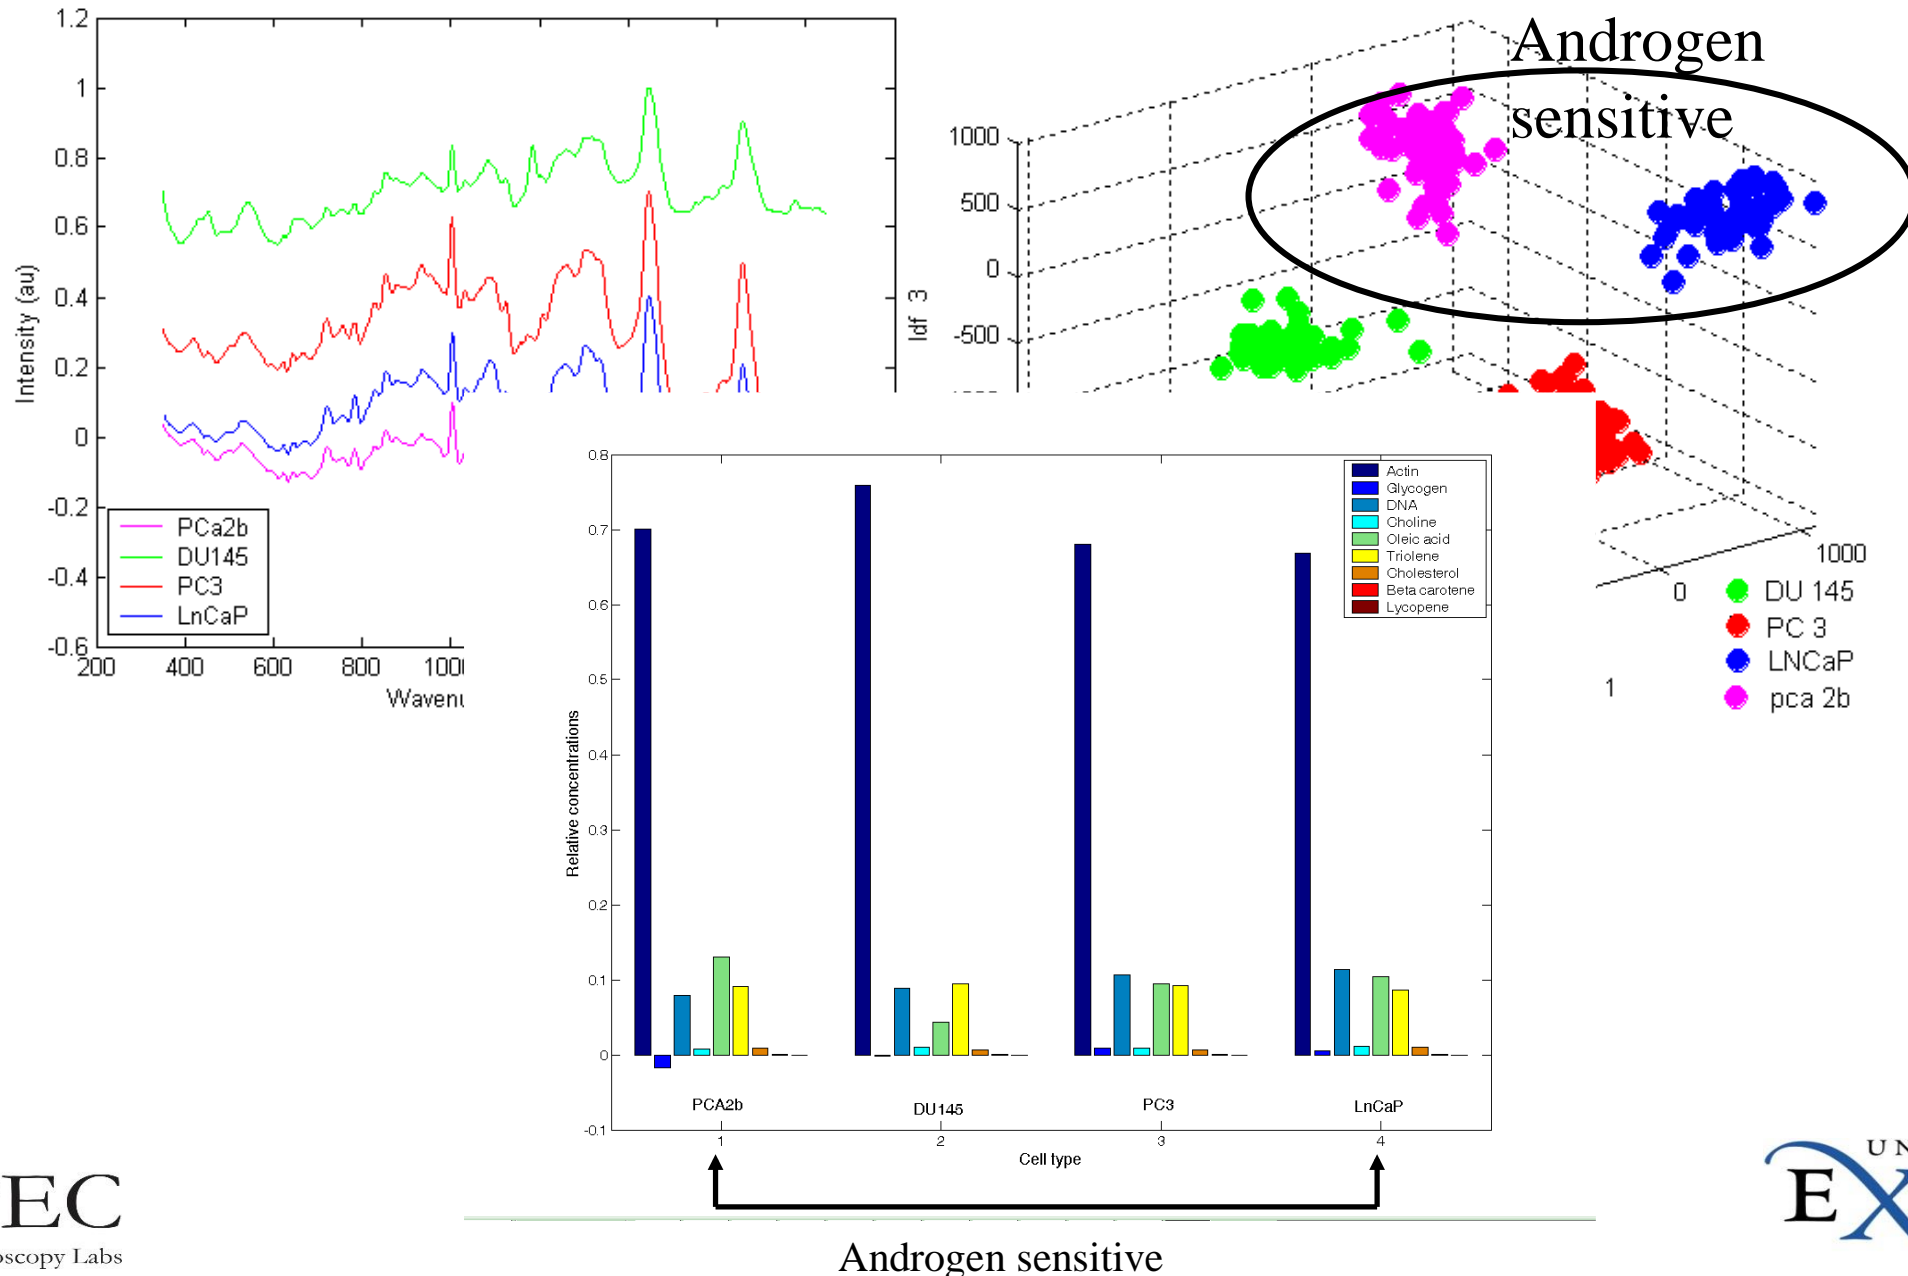 1.2
1
0.8
0.6
0.4
0.2
0
-0.2
-0.4
-0.6
Intensity (au)
200 400 600 800 100
PCa2b
DU145
PC3
LnCaP
Androgen
sensitive
1000
500
0
-500
ldf 3
1000
0
1
DU 145
PC 3
LNCaP
pca 2b
0.8
0.7
0.6
0.5
0.4
0.3
0.2
0.1
0
-0.1
Relative concentrations
Actin
Glycogen
DNA
Choline
Oleic acid
Triolene
Cholesterol
Beta carotene
Lycopene
PCA2b DU145 PC3 LnCaP
1 2 3 4
Cell type
Androgen sensitive
EC
oscopy Labs
UN
EX